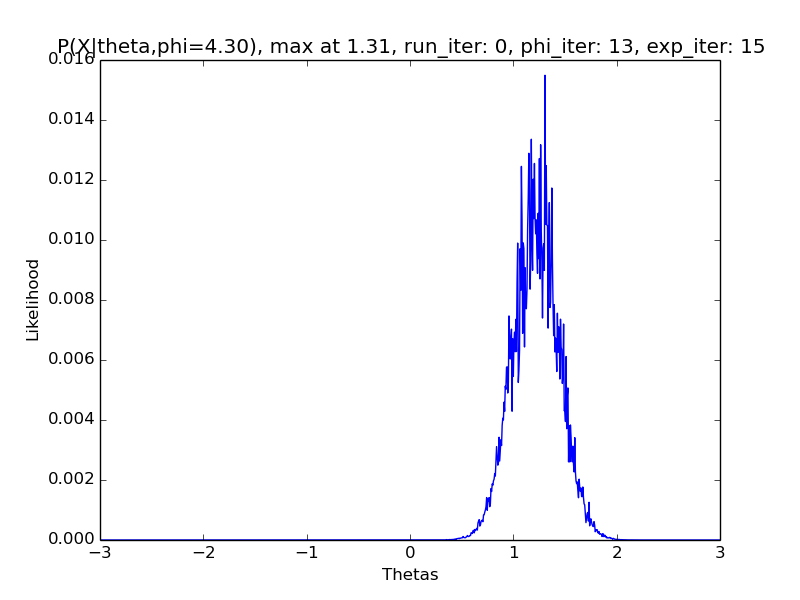 P(X|theta,phi=4.30), max at 1.31, run_iter: 0, phi_iter: 13, exp_iter: 15
0.016
0.014
0.012
0.010
0.008
0.006
0.004
0.002
0.000
Likelihood
−3 −2 −1 0 1 2 3
Thetas